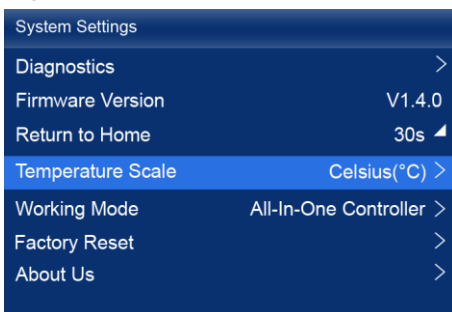 System Settings
Diagnostics >
Firmware Version V1.4.0
Return to Home 30s
Temperature Scale Celsius(°C) >
Working Mode All-In-One Controller >
Factory Reset >
About Us >